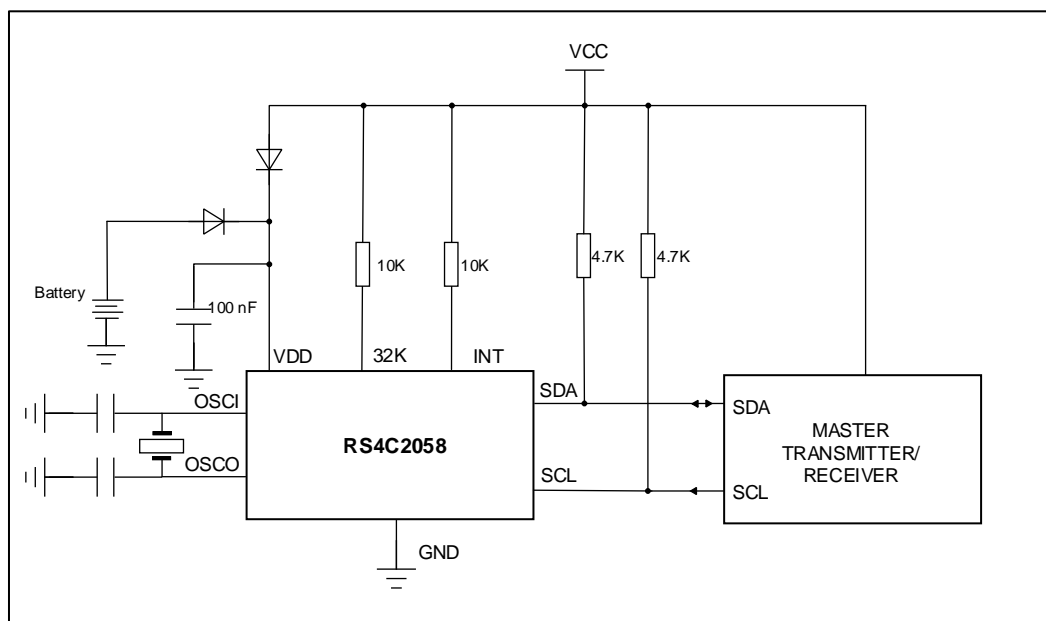 VCC
10K
10K
4.7K
4.7K
Battery
100 nF
VDD
32K
INT
OSCI
OSCO
RS4C2058
SDA
SCL
GND
SDA
MASTER
TRANSMITTER/
RECEIVER
SCL